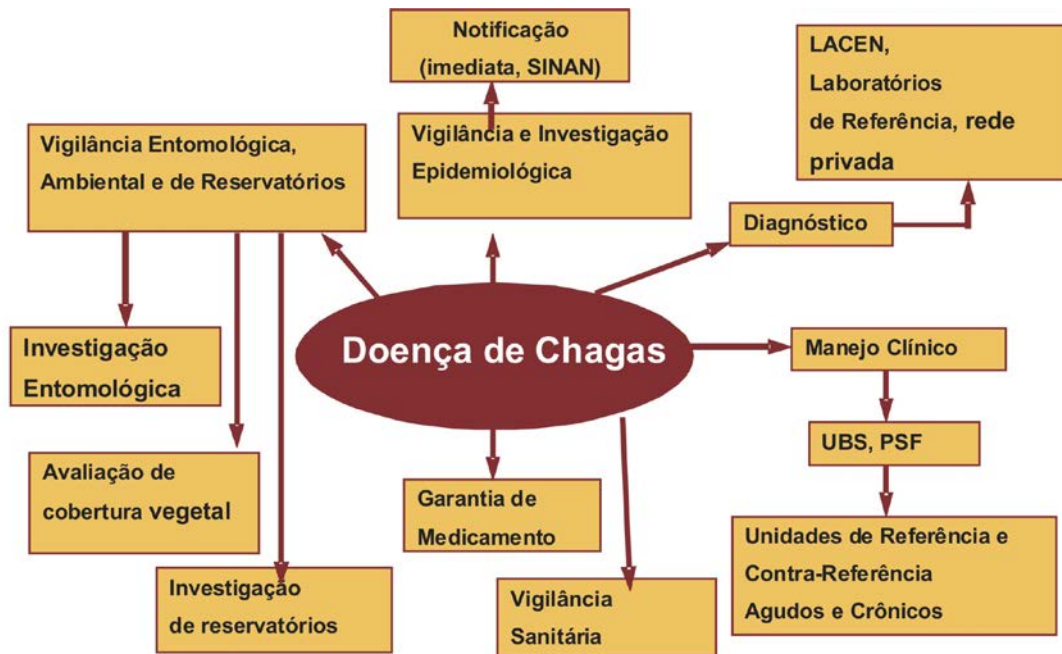 Notificação
(imediata, SINAN)
LACEN,
Laboratórios
de Referência, rede
privada
Vigilância Entomológica,
Ambiental e de Reservatórios
Vigilância e Investigação
Epidemiológica
Diagnóstico
Doença de Chagas
Investigação
Entomológica
Manejo Clínico
UBS, PSF
Avaliação de
cobertura vegetal
Garantia de
Medicamento
Unidades de Referência e
Contra-Referência
Agudos e Crônicos
Investigação
de reservatórios
Vigilância
Sanitária